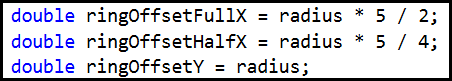 double ringOffsetFullX = radius * 5 / 2;
double ringOffsetHalfX = radius * 5 / 4;
double ringOffsetY = radius;